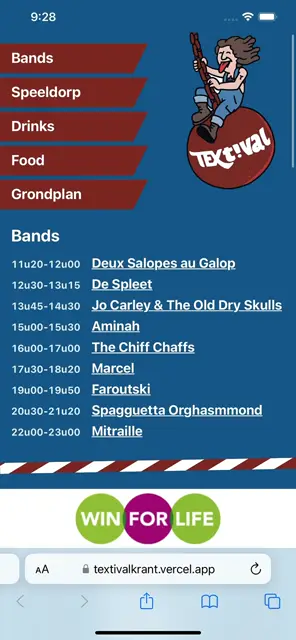 9:28
Bands
Speeldorp
Drinks
Food
Grondplan
TEXTival
Bands
11u20-12u00 Deux Salopes au Galop
12u30-13u15 De Spleet
13u45-14u30 Jo Carley & The Old Dry Skulls
15u00-15u30 Aminah
16u00-17u00 The Chiff Chaffs
17u30-18u20 Marcel
19u00-19u50 Faroutski
20u30-21u20 Spagguetta Orghasmmond
22u00-23u00 Mitraille
WIN FOR LIFE
AA textivalkrant.vercel.app